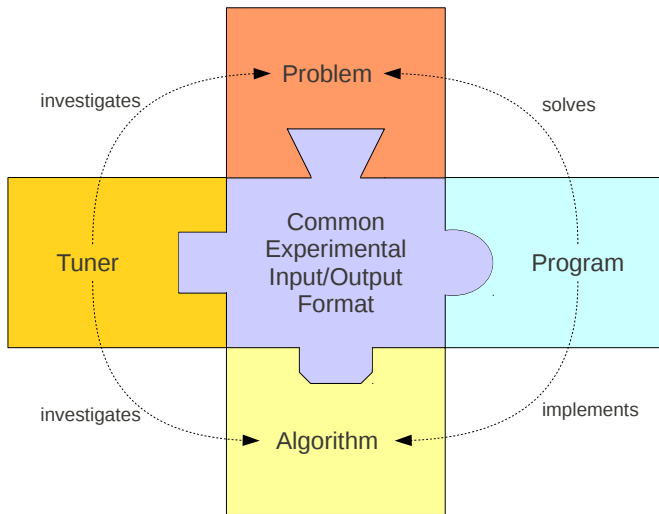 Problem
investigates
solves
Common
Experimental
Input/Output
Format
Tuner
Program
investigates
implements
Algorithm